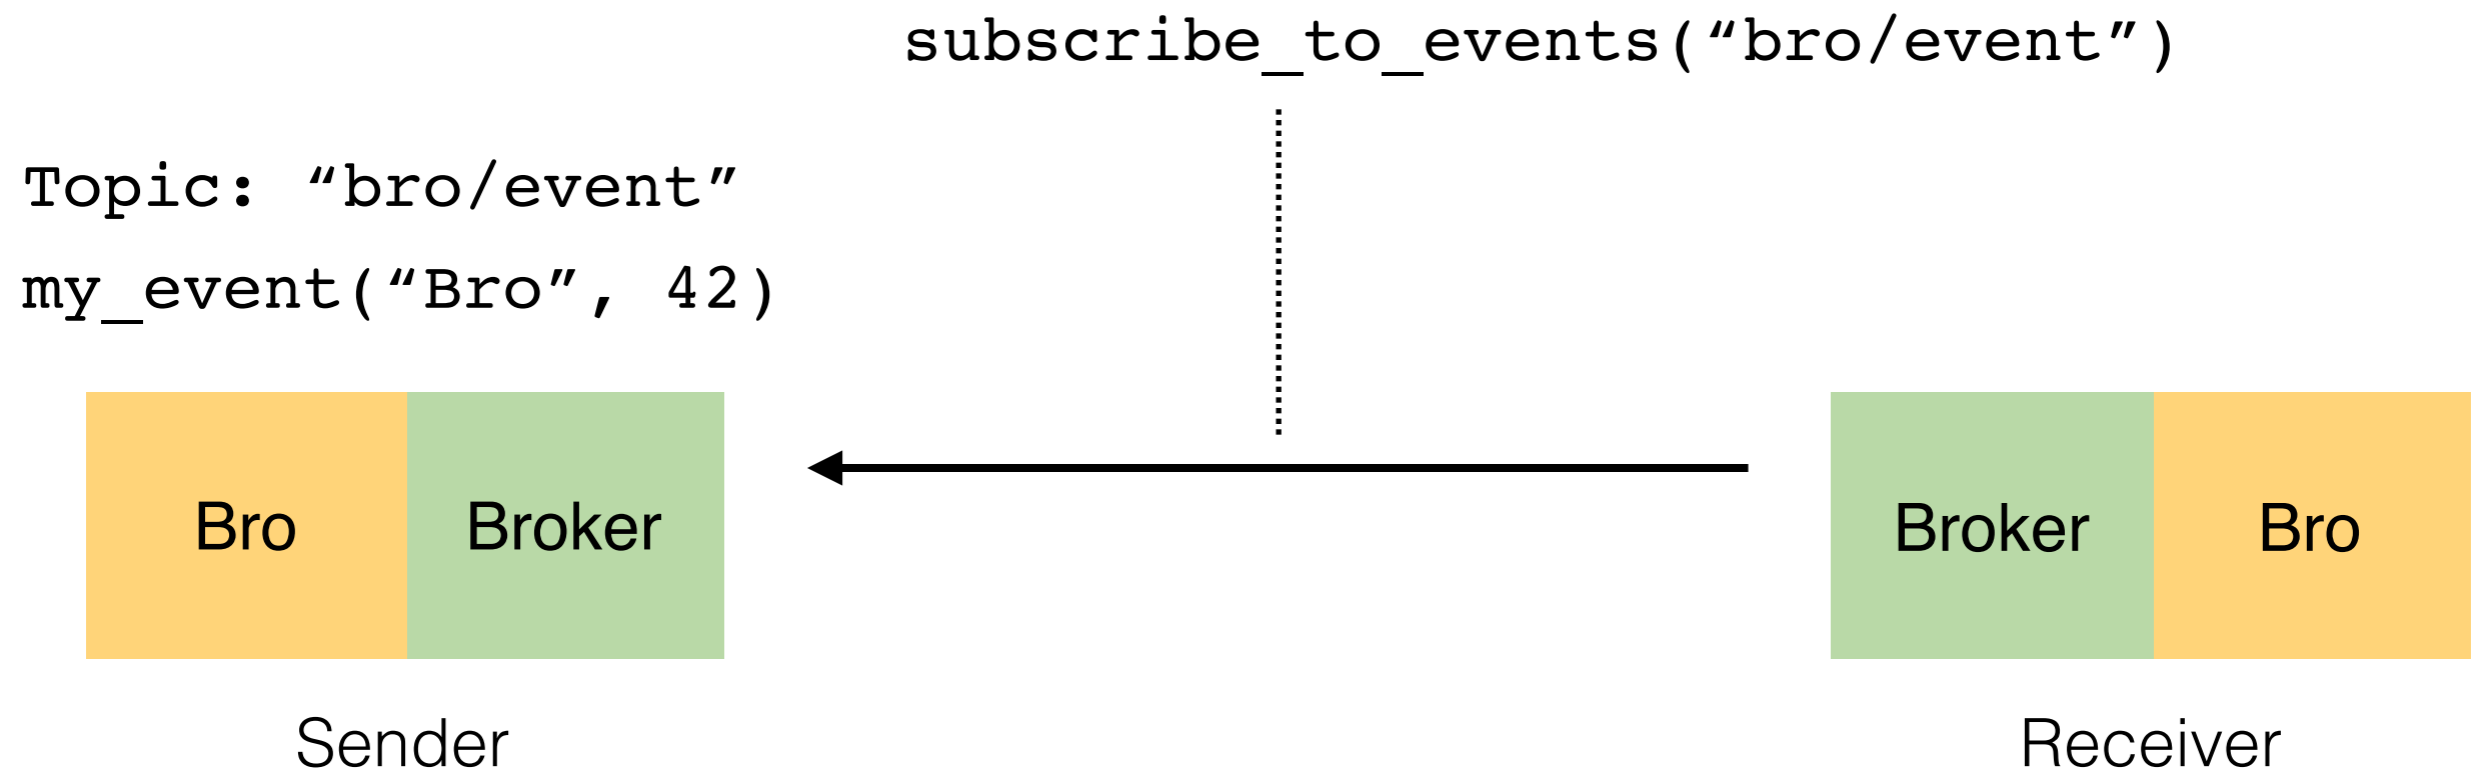 subscribe_to_events(“bro/event”)
Topic: “bro/event”
my_event(“Bro”, 42)
Bro
Broker
Broker
Bro
Sender
Receiver